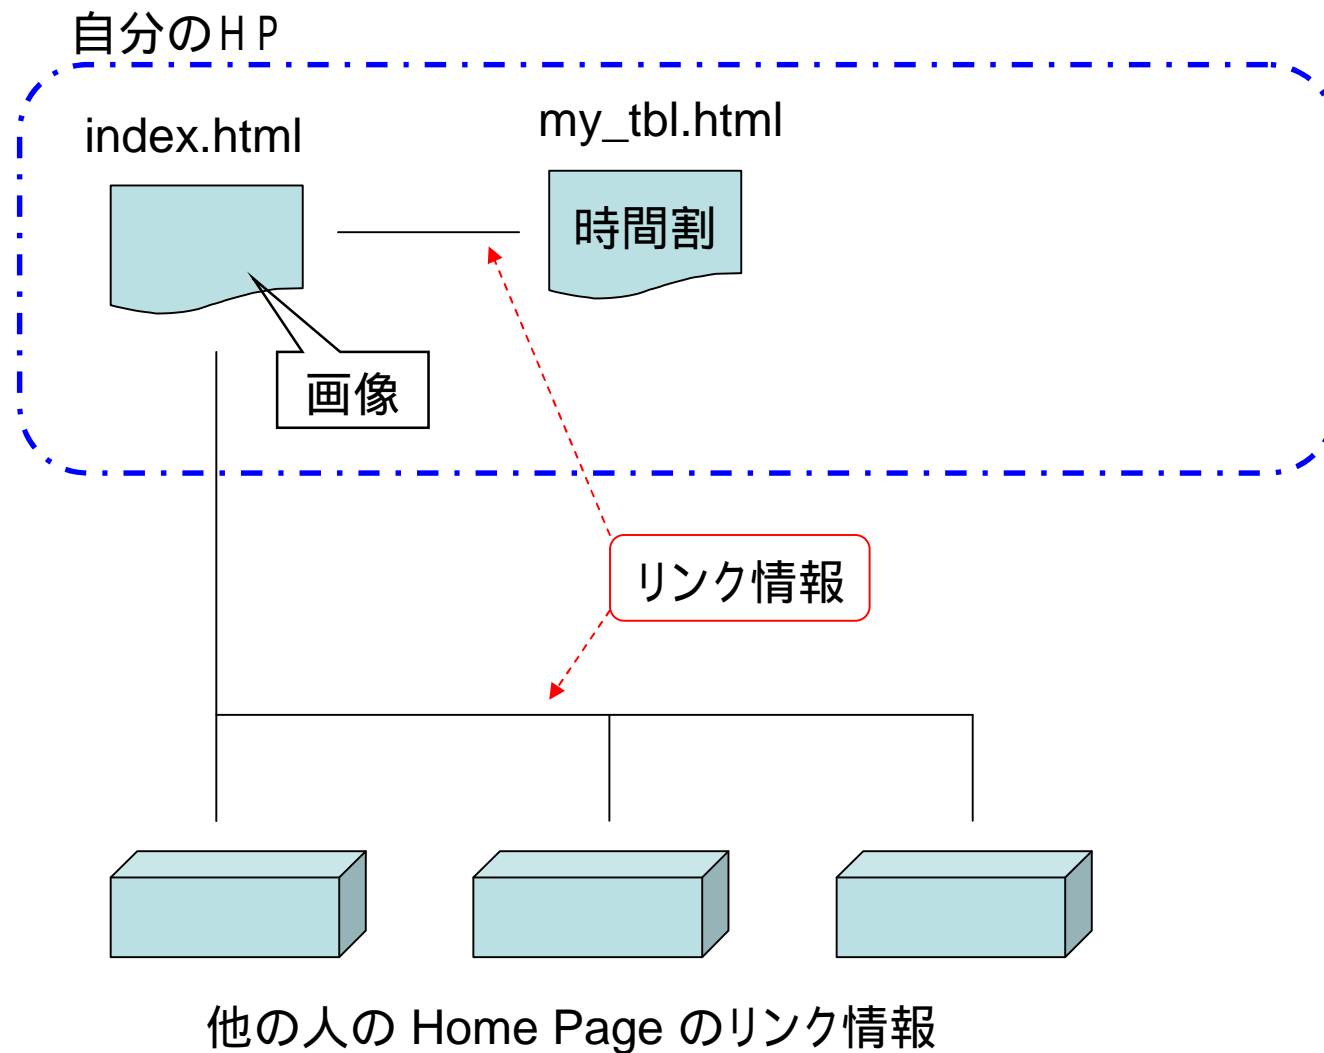 自分のＨＰ
index.html
my_tbl.html
時間割
画像
リンク情報
他の人の Home Page のリンク情報